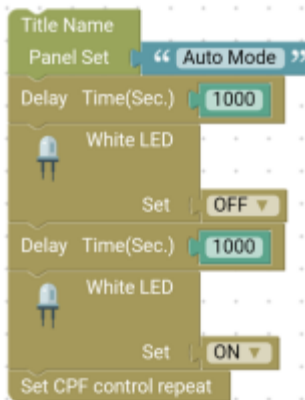 Title Name
Panel Set “ Auto Mode ”
Delay Time(Sec.) 1000
White LED
Set OFF
Delay Time(Sec.) 1000
White LED
Set ON
Set CPF control repeat